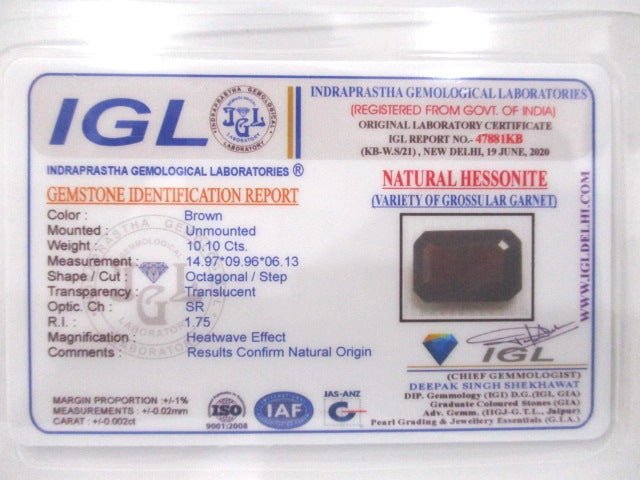 IGL
INDRAPRASTHA GEMOLOGICAL LABORATORY
IGL
INDRAPRASTHA GEMOLOGICAL LABORATORIES ®
GEMSTONE IDENTIFICATION REPORT
Color : Brown
Mounted : Unmounted
Weight : 10.10 Cts.
Measurement : 14.97*09.96*06.13
Shape / Cut : Octagonal / Step
Transparency : Translucent
Optic. Ch : SR
R.I. : 1.75
Magnification : Heatwave Effect
Comments : Results Confirm Natural Origin
MARGIN PROPORTION :+/-1%
MEASUREMENTS : +/-0.02mm
CARAT : +/-0.002ct
ISO
9001:2008
IAF
JAS-ANZ
INDRAPRASTHA GEMOLOGICAL LABORATORIES
(REGISTERED FROM GOVT. OF INDIA)
ORIGINAL LABORATORY CERTIFICATE
IGL REPORT NO.- 47881KB
(KB-W.S/21) , NEW DELHI, 19 JUNE, 2020
NATURAL HESSONITE
(VARIETY OF GROSSULAR GARNET)
WWW.IGLDELHI.COM
IGL
(CHIEF GEMMOLOGIST)
DEEPAK SINGH SHEKHAWAT
DIP. Gemmology (IGI) D.G.(IGI, GIA)
Graduate Coloured Stones (GIA)
Adv. Gemm. (IIGJ-G.T.L., Jaipur)
Pearl Grading & Jewellery Essentials (G.I.A.)